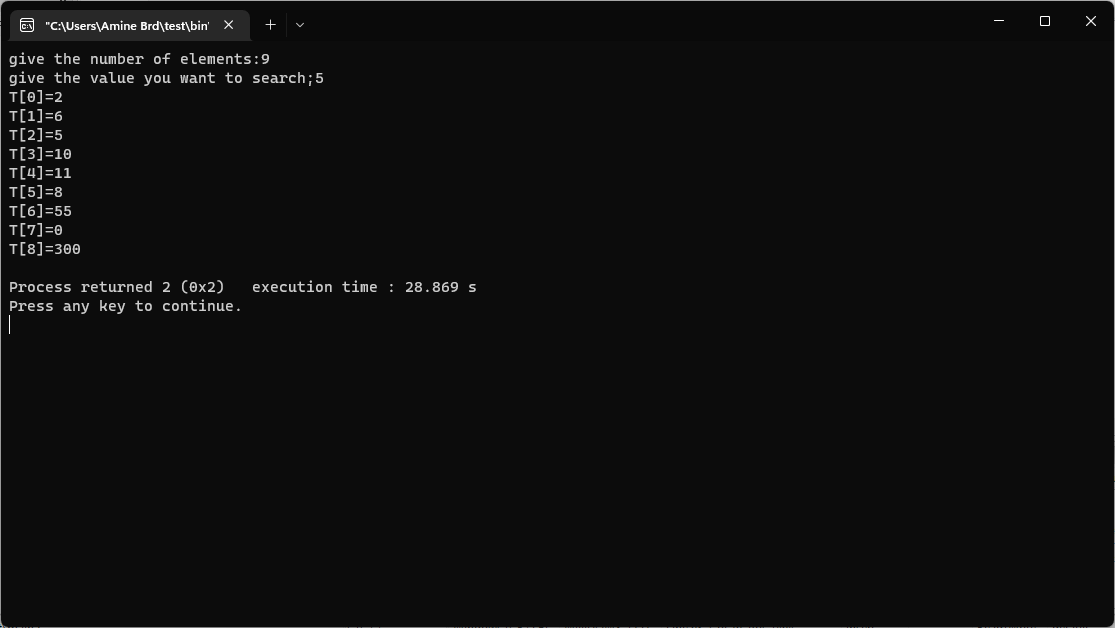 "C:\Users\Amine Brd\test\bin'
give the number of elements:9
give the value you want to search;5
T[0]=2
T[1]=6
T[2]=5
T[3]=10
T[4]=11
T[5]=8
T[6]=55
T[7]=0
T[8]=300
Process returned 2 (0x2)   execution time : 28.869 s
Press any key to continue.